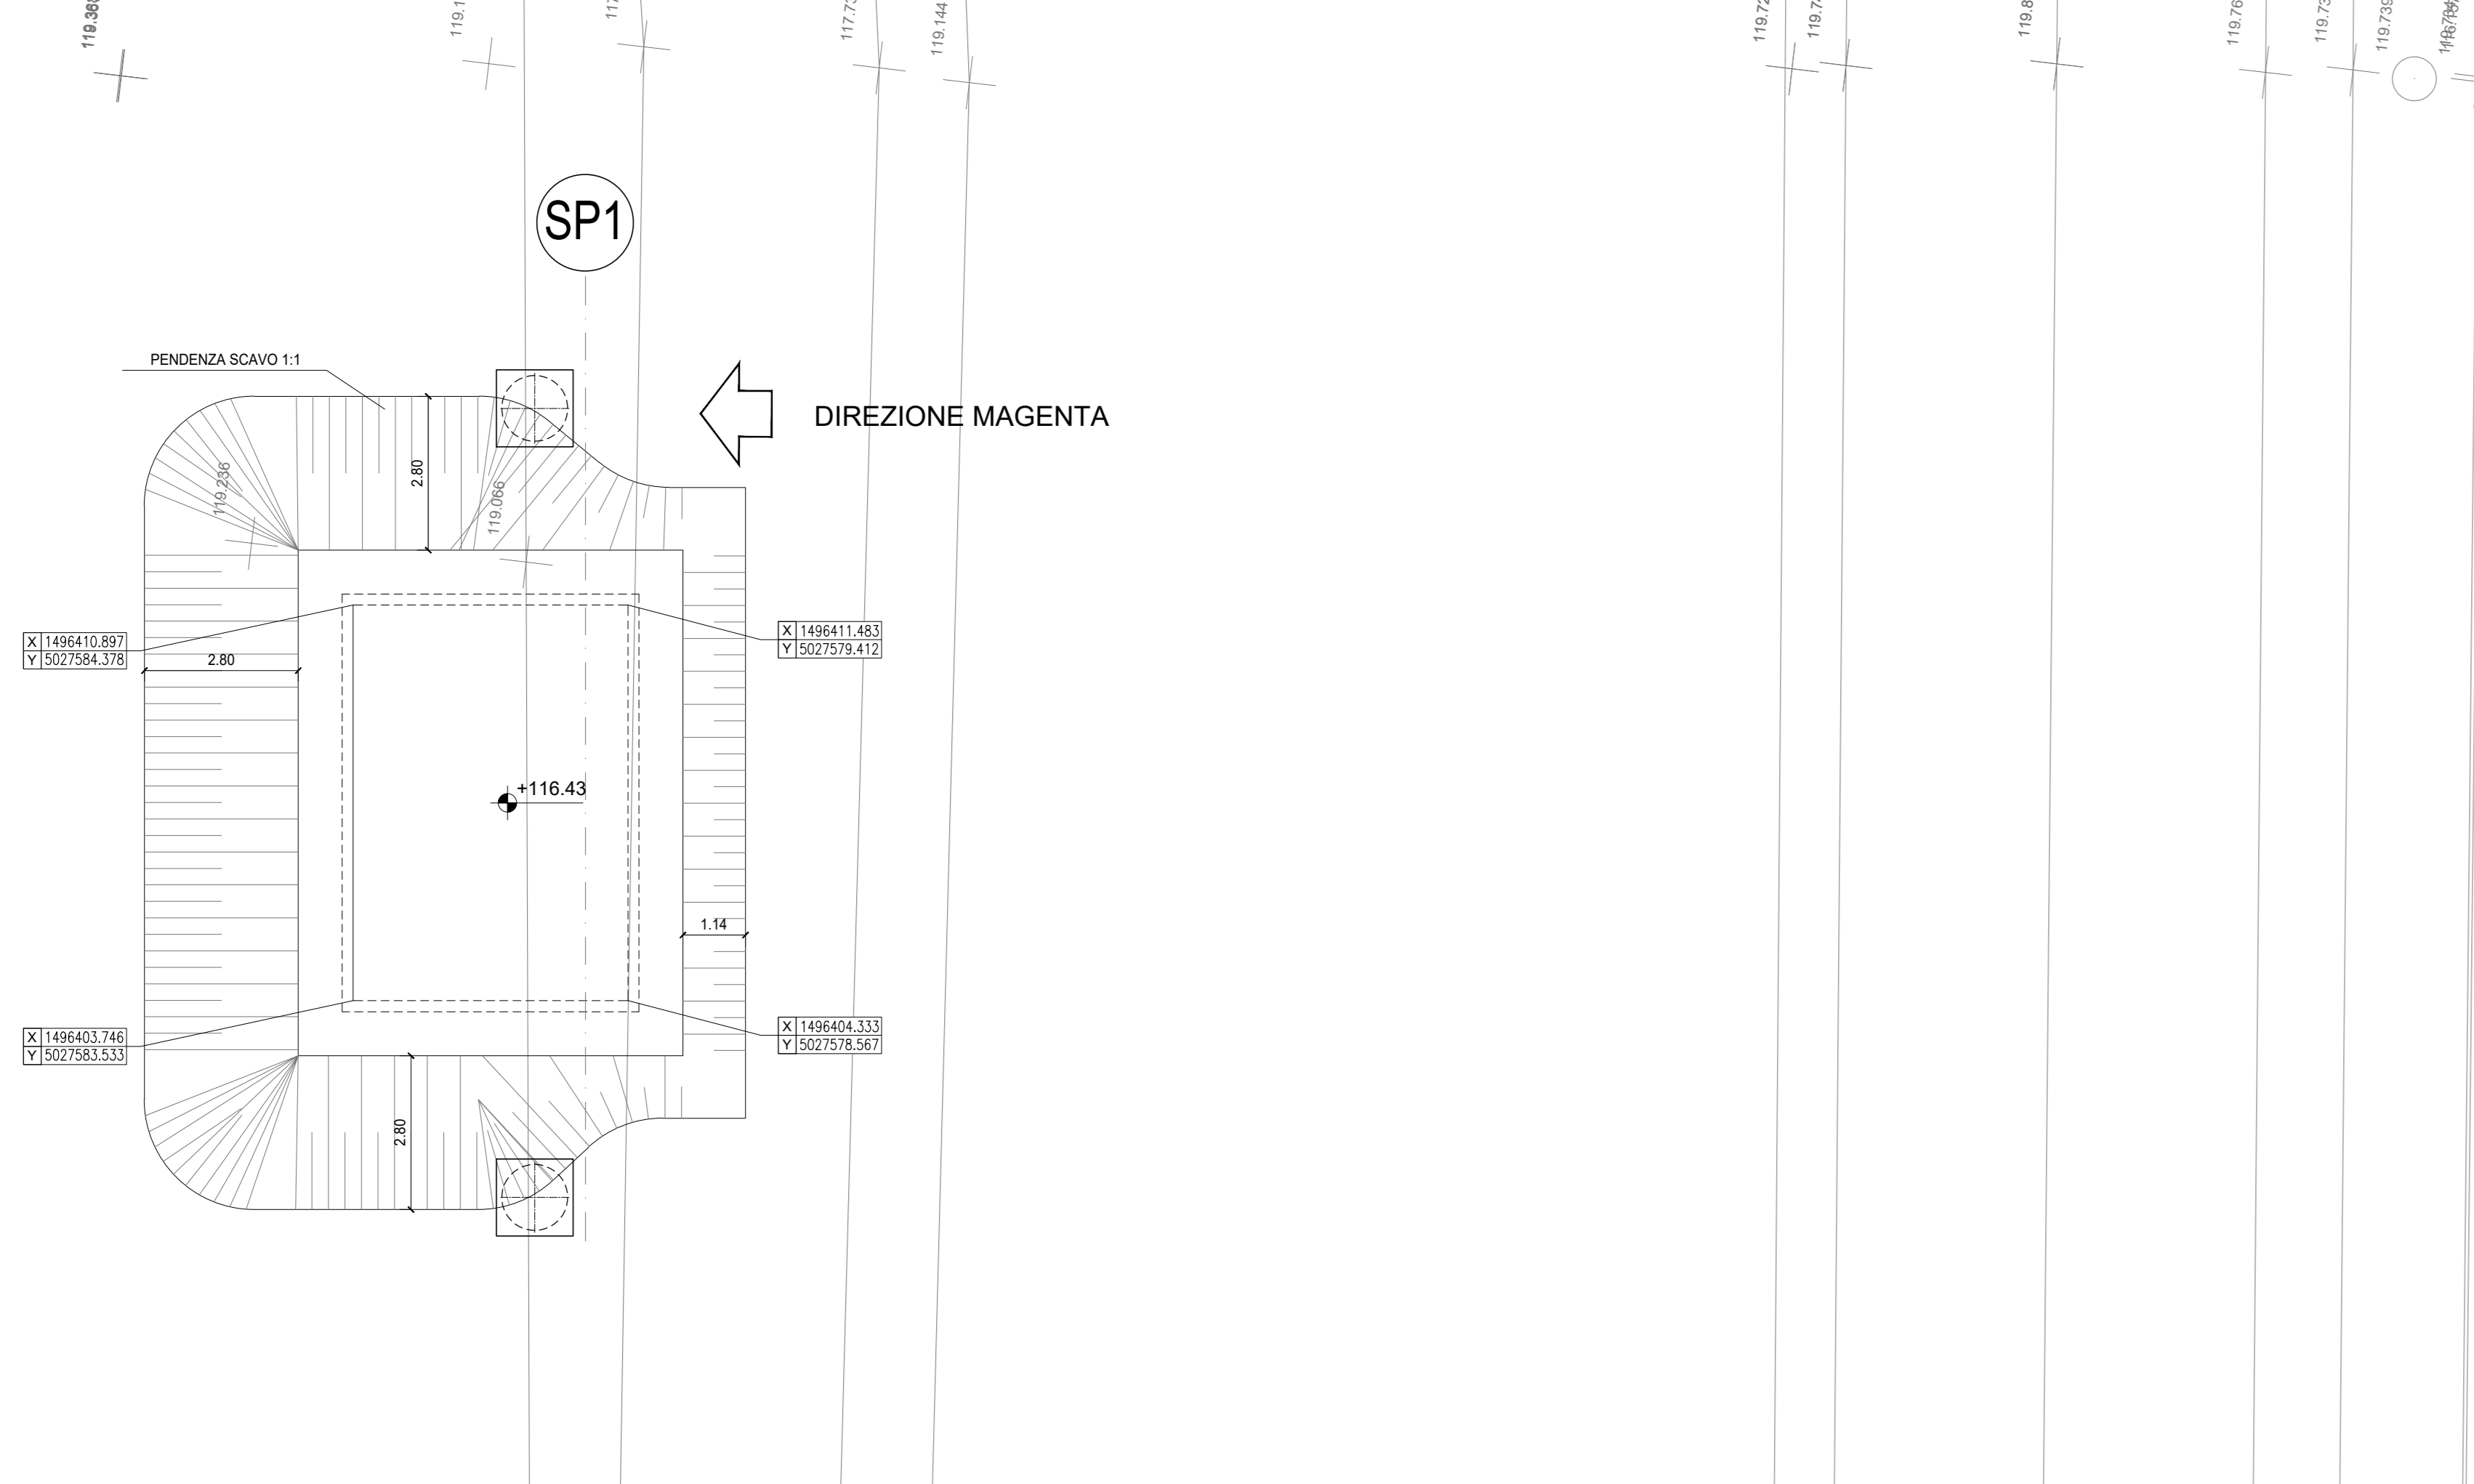 119.144
SP1
PENDENZA SCAVO 1:1
DIREZIONE MAGENTA
2.80
119.236
119.066
X 1496410.897
Y 5027584.378
X 1496411.483
Y 5027579.412
2.80
+116.43
1.14
X 1496403.746
Y 5027583.533
X 1496404.333
Y 5027578.567
2.80